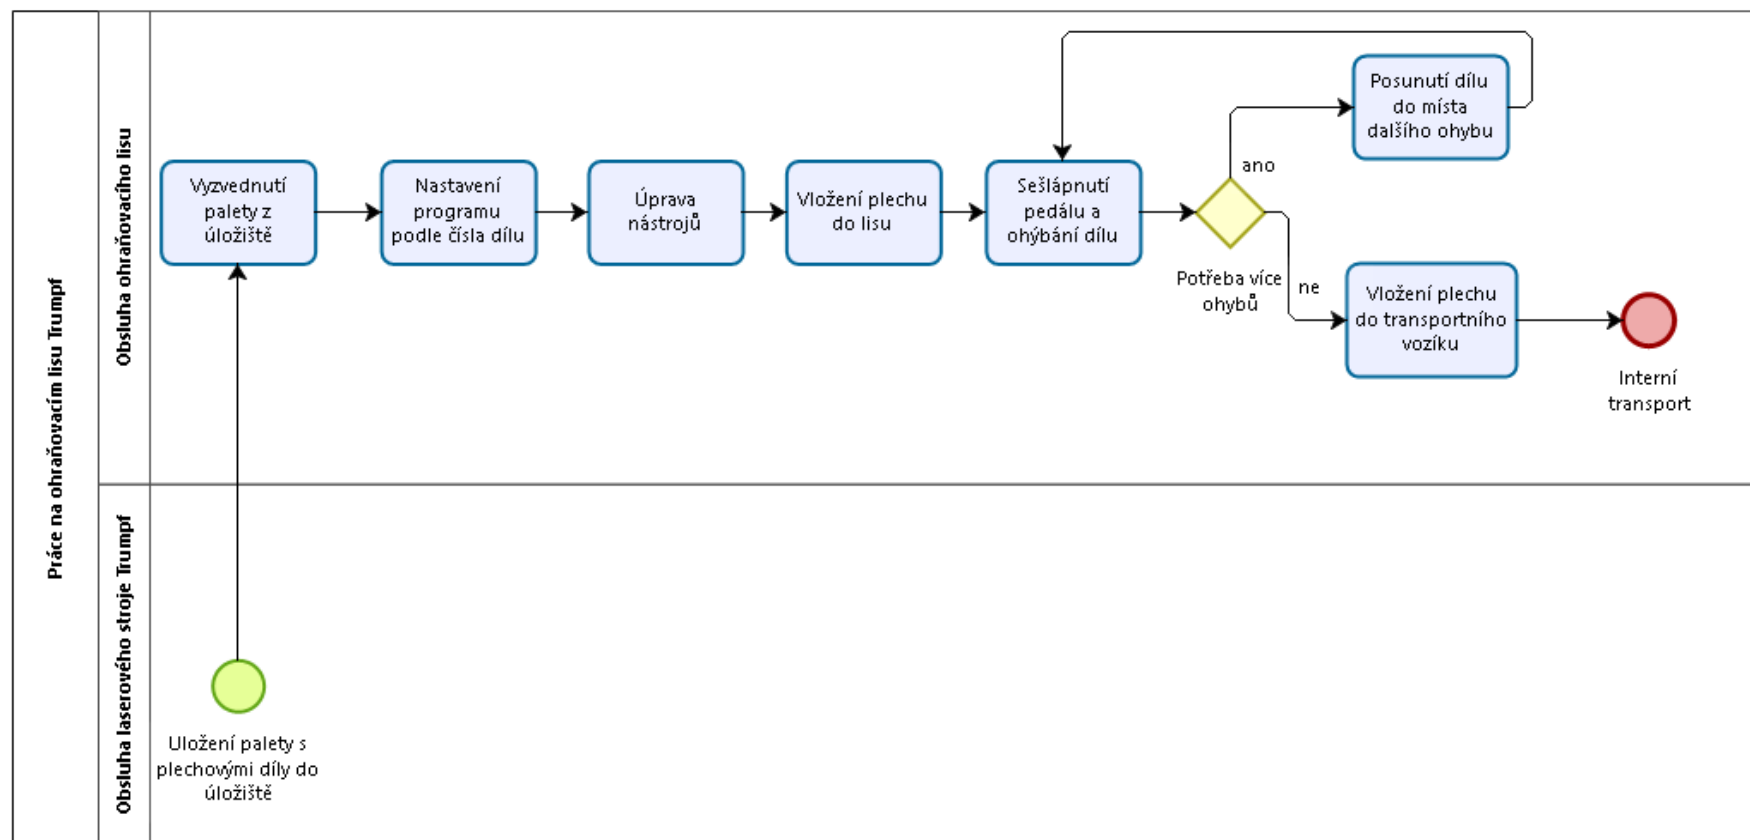 Práce na ohraňovacím lisu Trumpf
Obsluha ohraňovacího lisu
Vyzvednutí
palety z
úložiště
Nastavení
programu
podle čísla dílu
Úprava
nástrojů
Vložení plechu
do lisu
Sešlápnutí
pedálu a
ohýbání dílu
Potřeba více
ohybů
ano
Posunutí dílu
do místa
dalšího ohybu
ne
Vložení plechu
do transportního
vozíku
Interní
transport
Obsluha laserového stroje Trumpf
Uložení palety s
plechovými díly do
úložiště